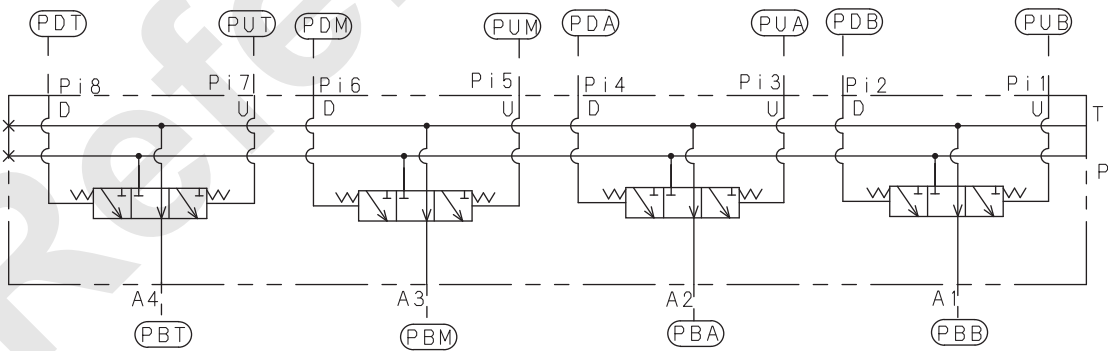 PDT PUT PDM PUM PDA PUA PDB PUB
Pi8 Pi7 Pi6 Pi5 Pi4 Pi3 Pi2 Pi1
D U D U D U D U T
P
A4 A3 A2 A1
PBT PBM PBA PBB
Refe